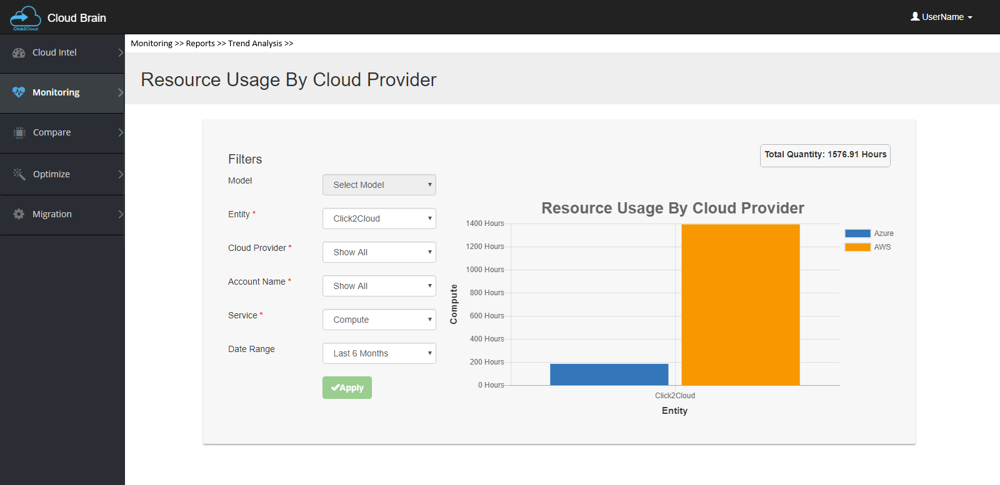 Click2Cloud
Cloud Brain
UserName
Cloud Intel
Monitoring
Compare
Optimize
Migration
Monitoring >> Reports >> Trend Analysis >>
Resource Usage By Cloud Provider
Filters
Model
Select Model
Entity *
Click2Cloud
Cloud Provider *
Show All
Account Name *
Show All
Service *
Compute
Date Range
Last 6 Months
Apply
Total Quantity: 1576.91 Hours
Resource Usage By Cloud Provider
1400 Hours
1200 Hours
1000 Hours
800 Hours
600 Hours
400 Hours
200 Hours
0 Hours
Compute
Click2Cloud
Entity
Azure
AWS